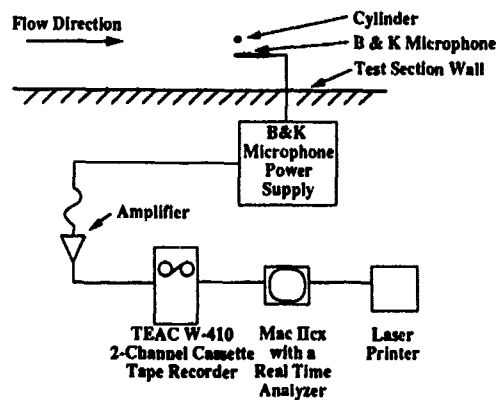 Flow Direction
Cylinder
B & K Microphone
Test Section Wall
B&K
Microphone
Power
Supply
Amplifier
TEAC W-410
2-Channel Cassette
Tape Recorder
Mac IIcx
with a
Real Time
Analyzer
Laser
Printer